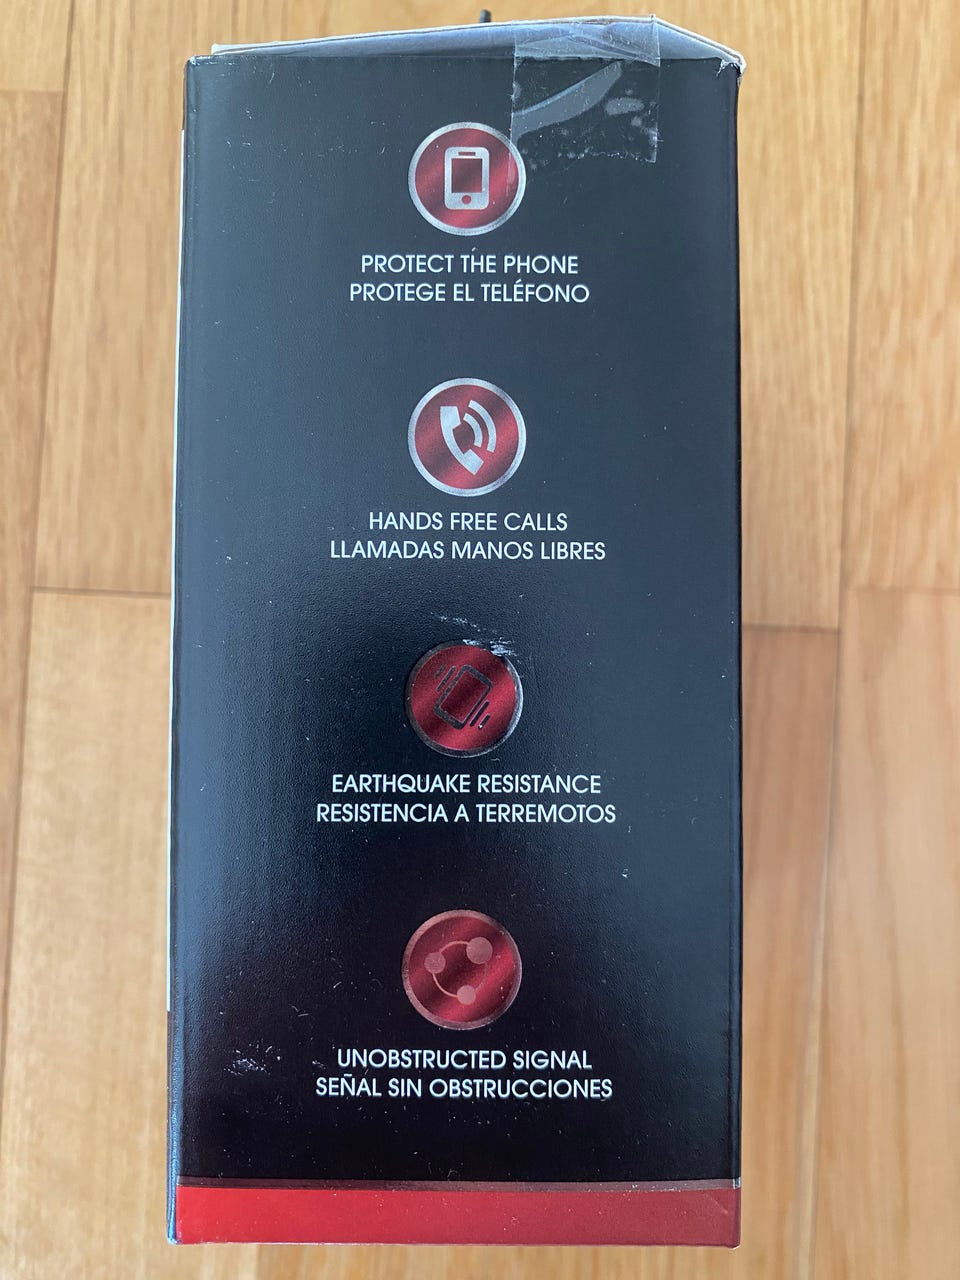 PROTECT THE PHONE
PROTEGE EL TELÉFONO
HANDS FREE CALLS
LLAMADAS MANOS LIBRES
EARTHQUAKE RESISTANCE
RESISTENCIA A TERREMOTOS
UNOBSTRUCTED SIGNAL
SEÑAL SIN OBSTRUCCIONES